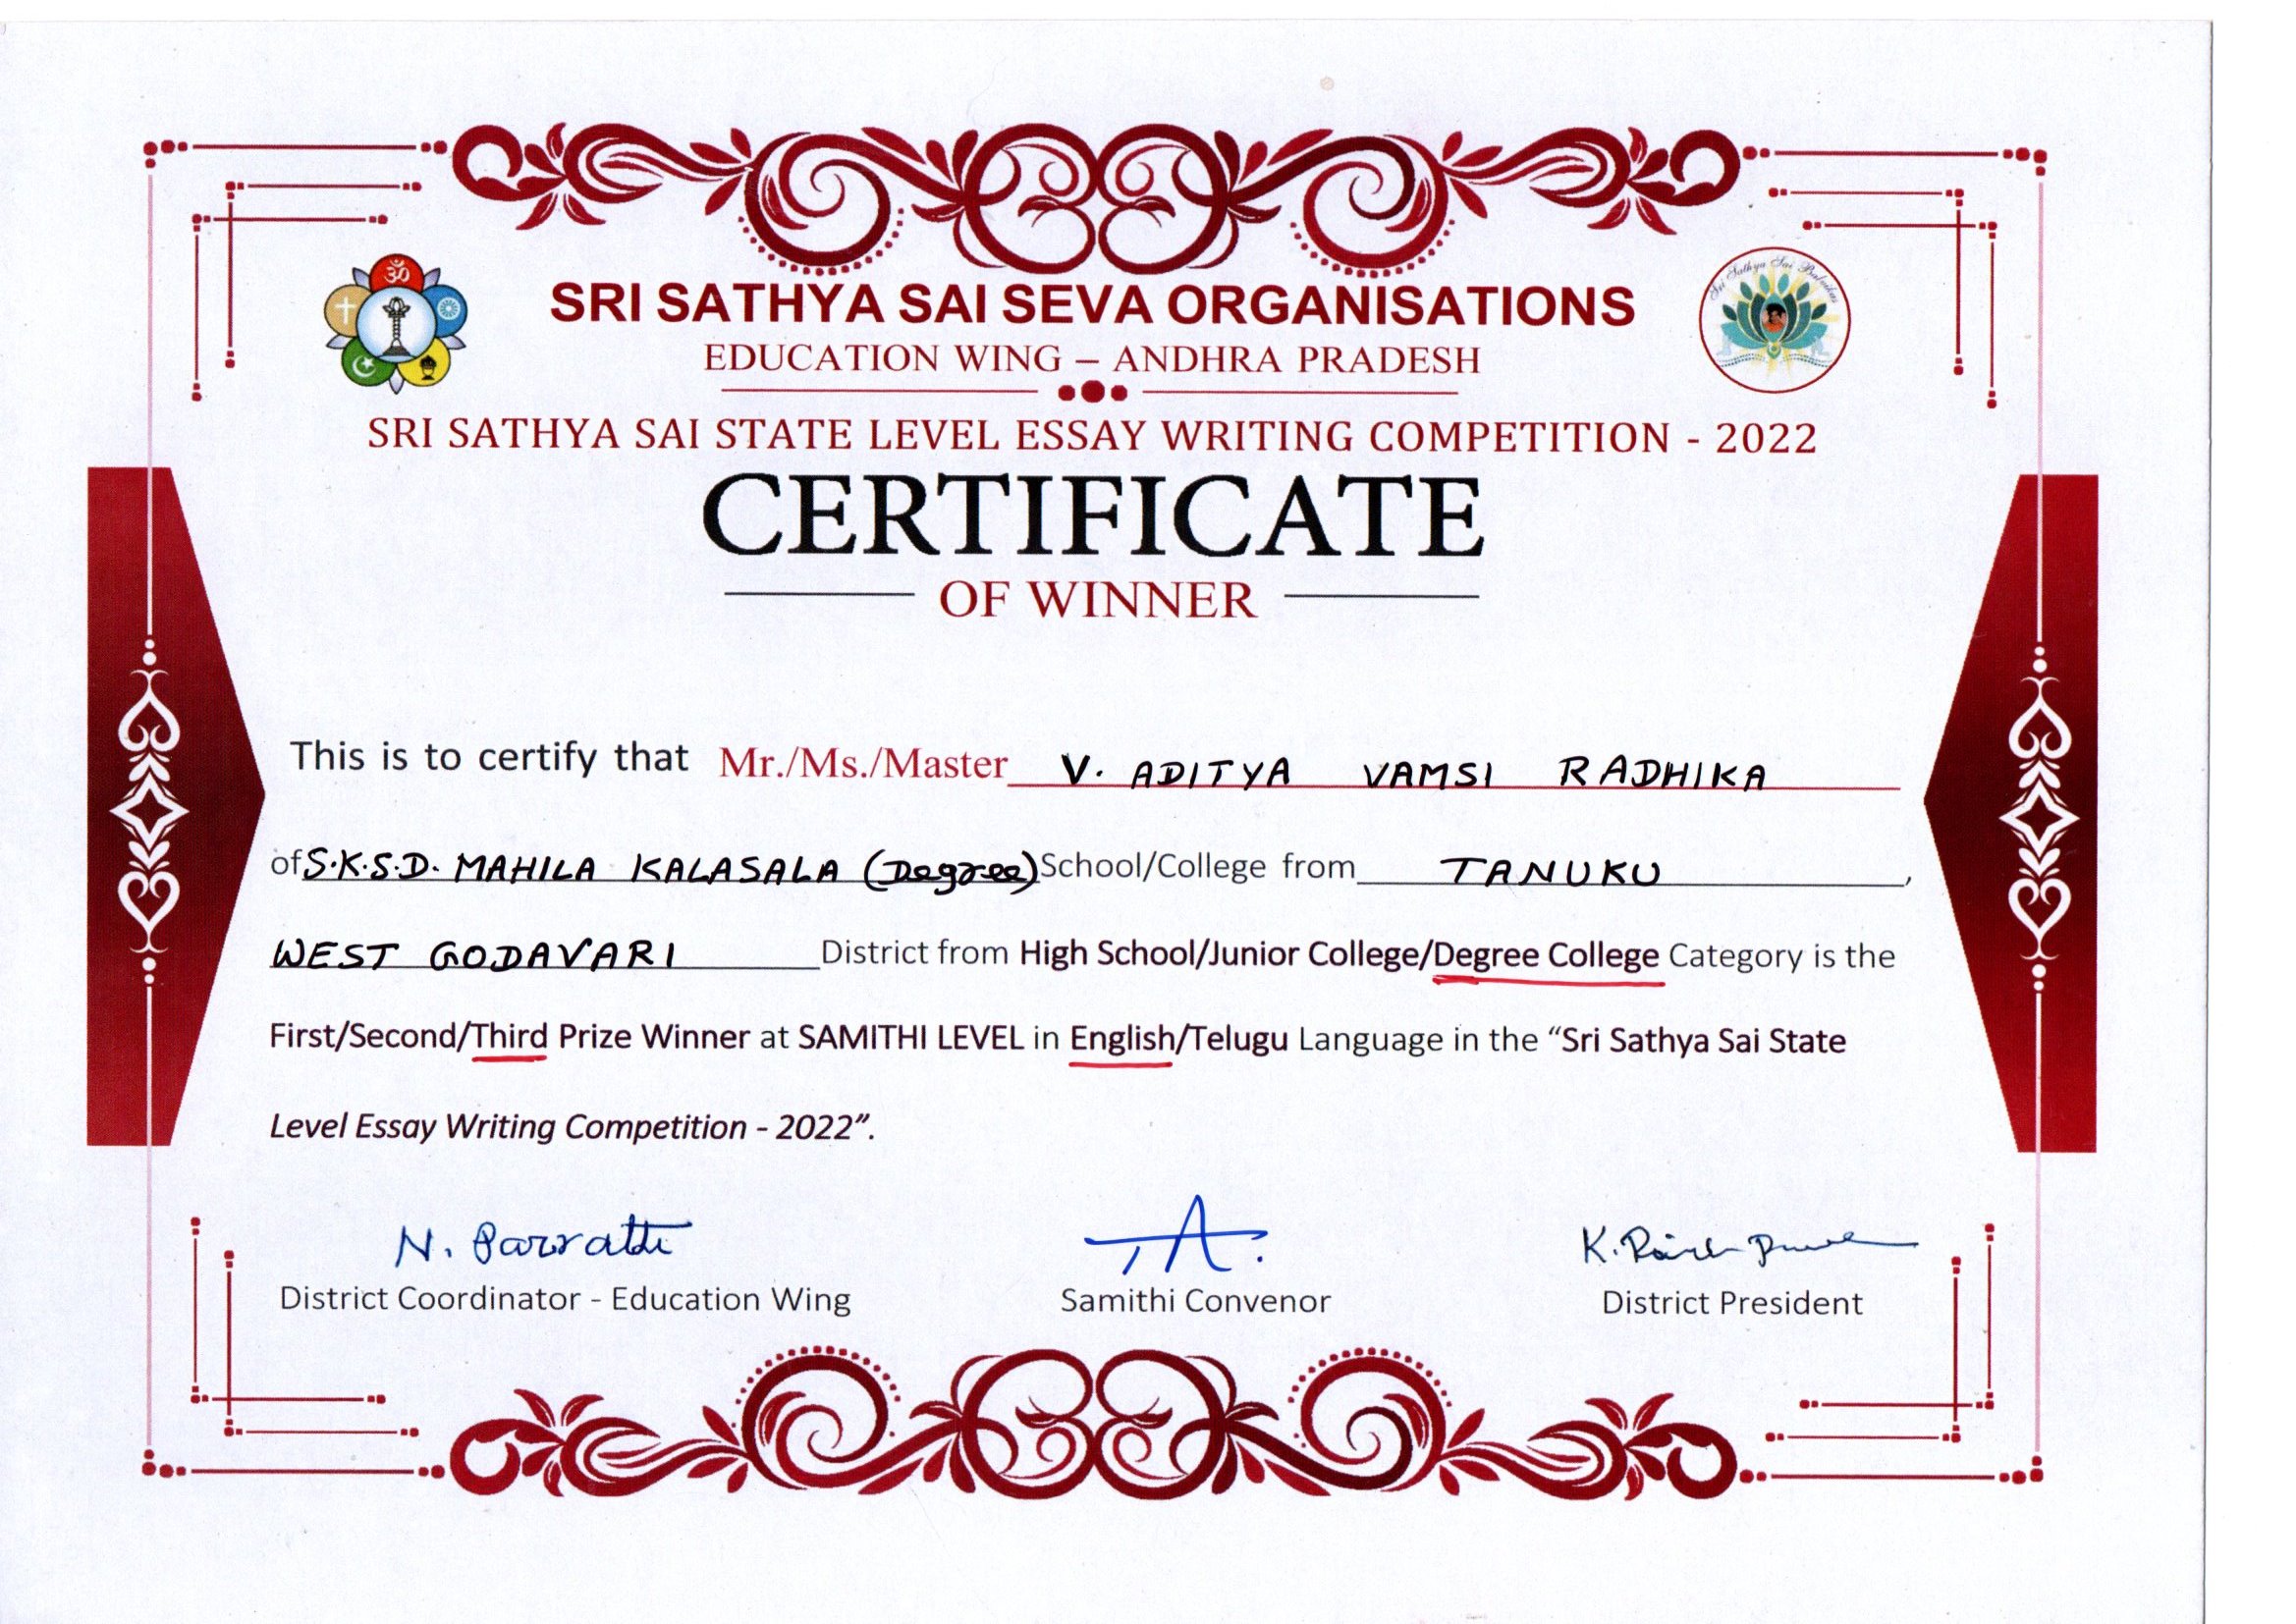 SRI SATHYA SAI SEVA ORGANISATIONS
EDUCATION WING – ANDHRA PRADESH
Sri Sathya Sai Balvikas
SRI SATHYA SAI STATE LEVEL ESSAY WRITING COMPETITION - 2022
CERTIFICATE
OF WINNER
This is to certify that Mr./Ms./Master V. ADITYA VAMSI RADHIKA
of S.K.S.D. MAHILA KALASALA (Degree) School/College from TANUKU,
WEST GODAVARI District from High School/Junior College/Degree College Category is the
First/Second/Third Prize Winner at SAMITHI LEVEL in English/Telugu Language in the “Sri Sathya Sai State
Level Essay Writing Competition - 2022”.
N. Parvathi
District Coordinator - Education Wing
Samithi Convenor
District President